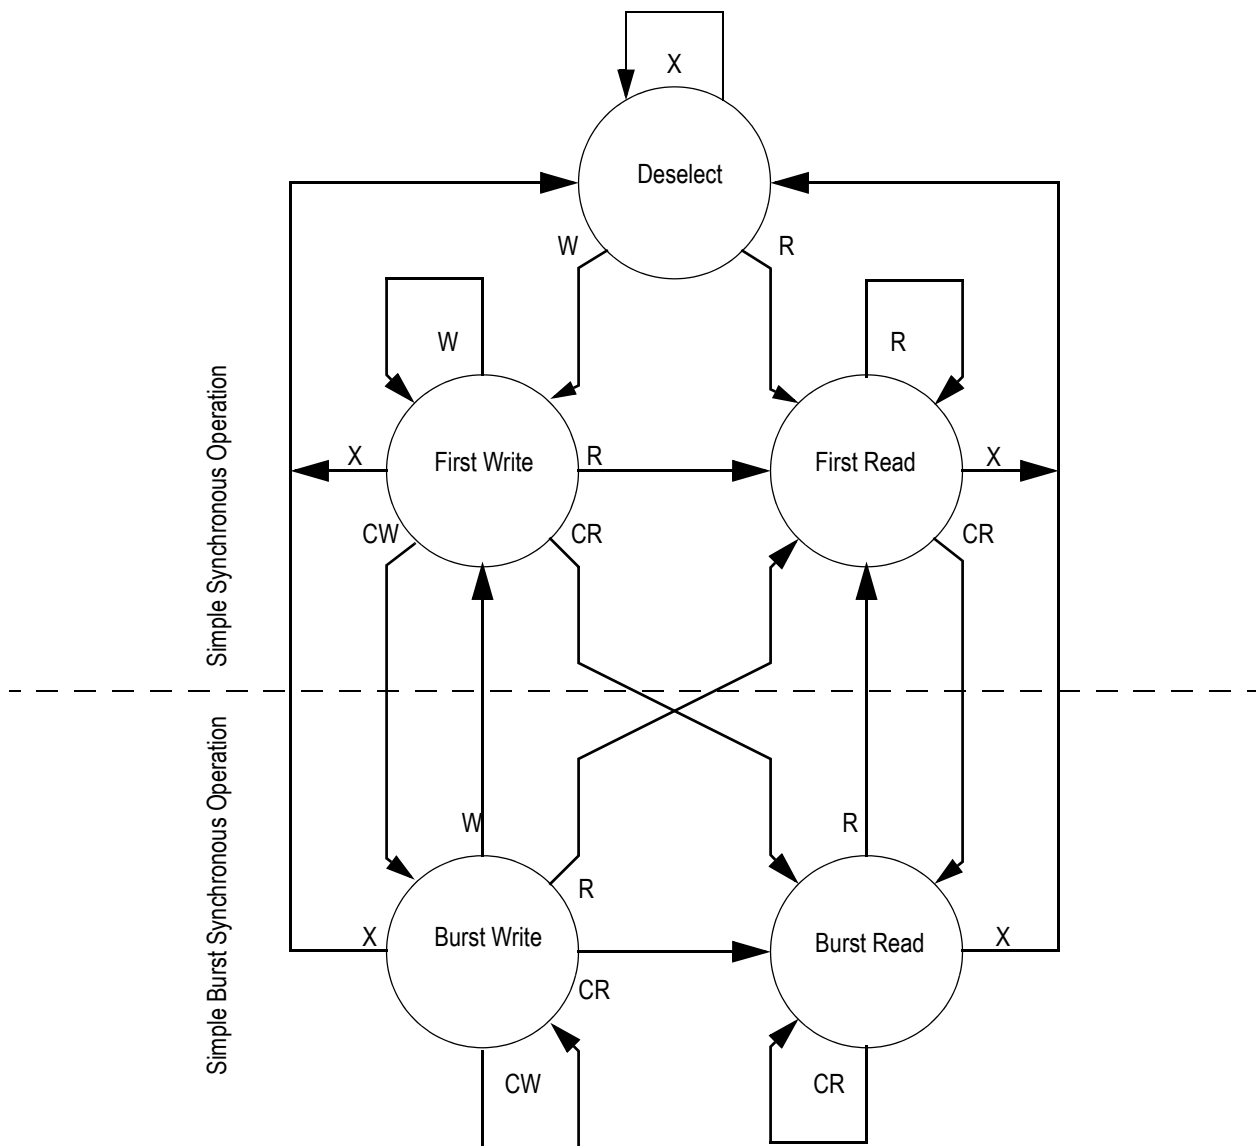 X
Deselect
W
R
W
R
Simple Synchronous Operation
X
First Write
R
First Read
X
CW
CR
CR
Simple Burst Synchronous Operation
W
R
R
X
Burst Write
Burst Read
X
CR
CW
CR